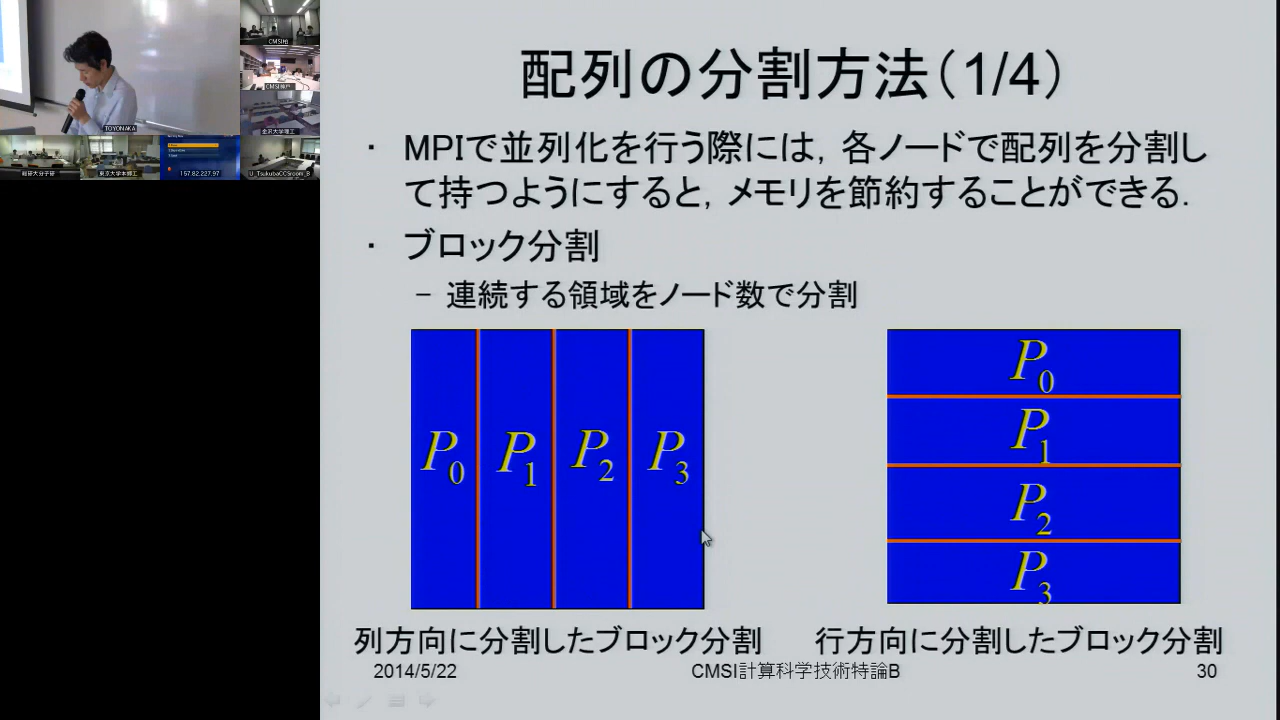 配列の分割方法(1/4)
・ MPIで並列化を行う際には，各ノードで配列を分割し
て持つようにすると，メモリを節約することができる．
・ ブロック分割
– 連続する領域をノード数で分割
P0 P1 P2 P3
P0
P1
P2
P3
列方向に分割したブロック分割
行方向に分割したブロック分割
2014/5/22
CMSI計算科学技術特論B
30
TOYONAKA
CMSI柏
CMSI神戸
金沢大学理工
総研大分子研
東京大学本郷工
157.82.227.97
U_TsukubaCCSroom_B